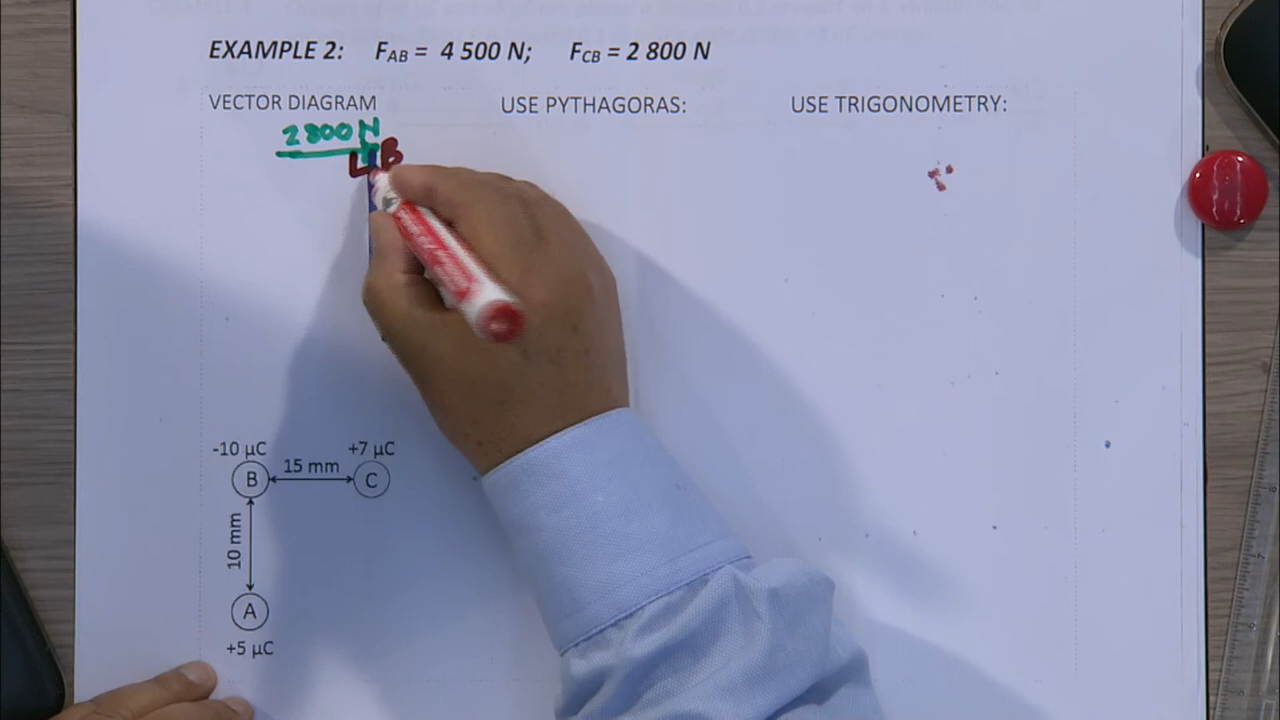 EXAMPLE 2: FAB = 4 500 N; FCB = 2 800 N
VECTOR DIAGRAM
USE PYTHAGORAS:
USE TRIGONOMETRY:
2800N
B
-10 µC
+7 µC
B
15 mm
C
10 mm
A
+5 µC